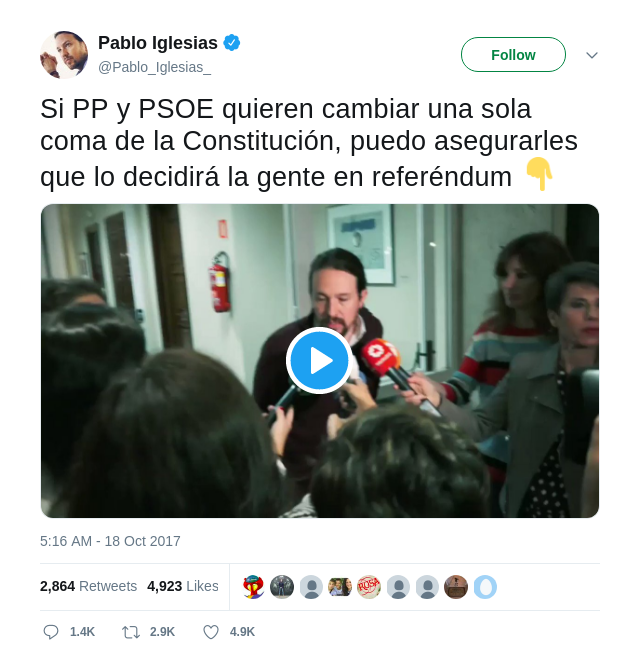 Pablo Iglesias
@Pablo_Iglesias_
Follow
Si PP y PSOE quieren cambiar una sola
coma de la Constitución, puedo asegurarles
que lo decidirá la gente en referéndum 👇
5:16 AM - 18 Oct 2017
2,864 Retweets 4,923 Likes
ROSA
1.4K 2.9K 4.9K